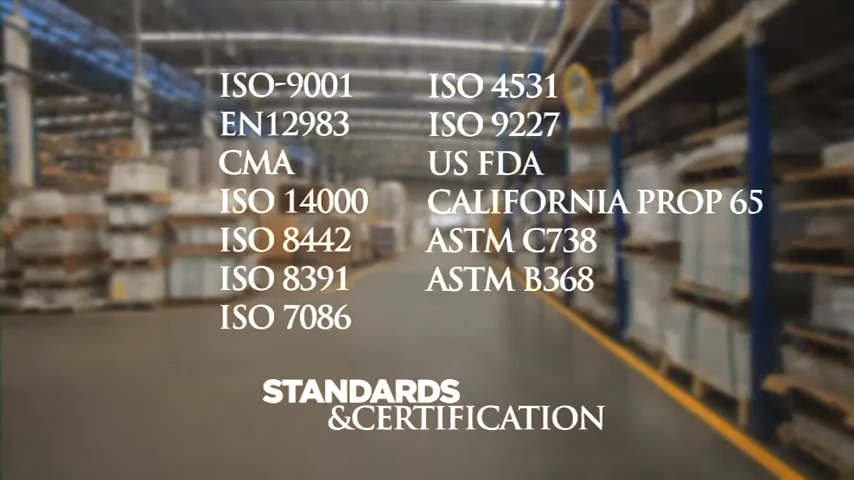 ISO-9001
EN12983
CMA
ISO 14000
ISO 8442
ISO 8391
ISO 7086
ISO 4531
ISO 9227
US FDA
CALIFORNIA PROP 65
ASTM C738
ASTM B368
STANDARDS
&CERTIFICATION